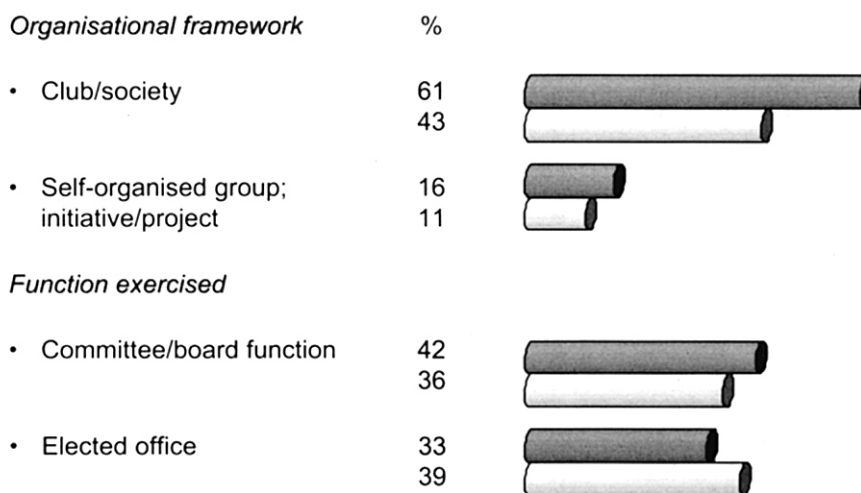 Organisational framework %
• Club/society 61
43
• Self-organised group; 16
initiative/project 11
Function exercised
• Committee/board function 42
36
• Elected office 33
39